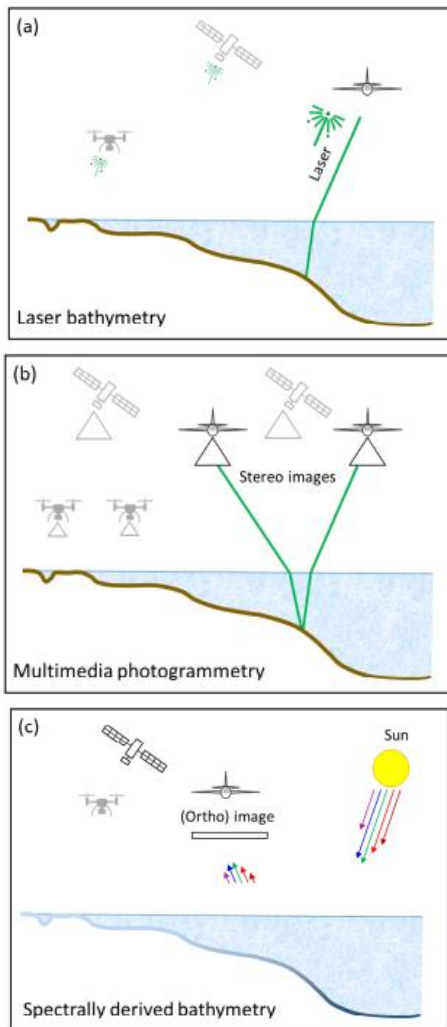 (a)
Laser
Laser bathymetry
(b)
Stereo images
Multimedia photogrammetry
(c)
Sun
(Ortho) image
Spectrally derived bathymetry